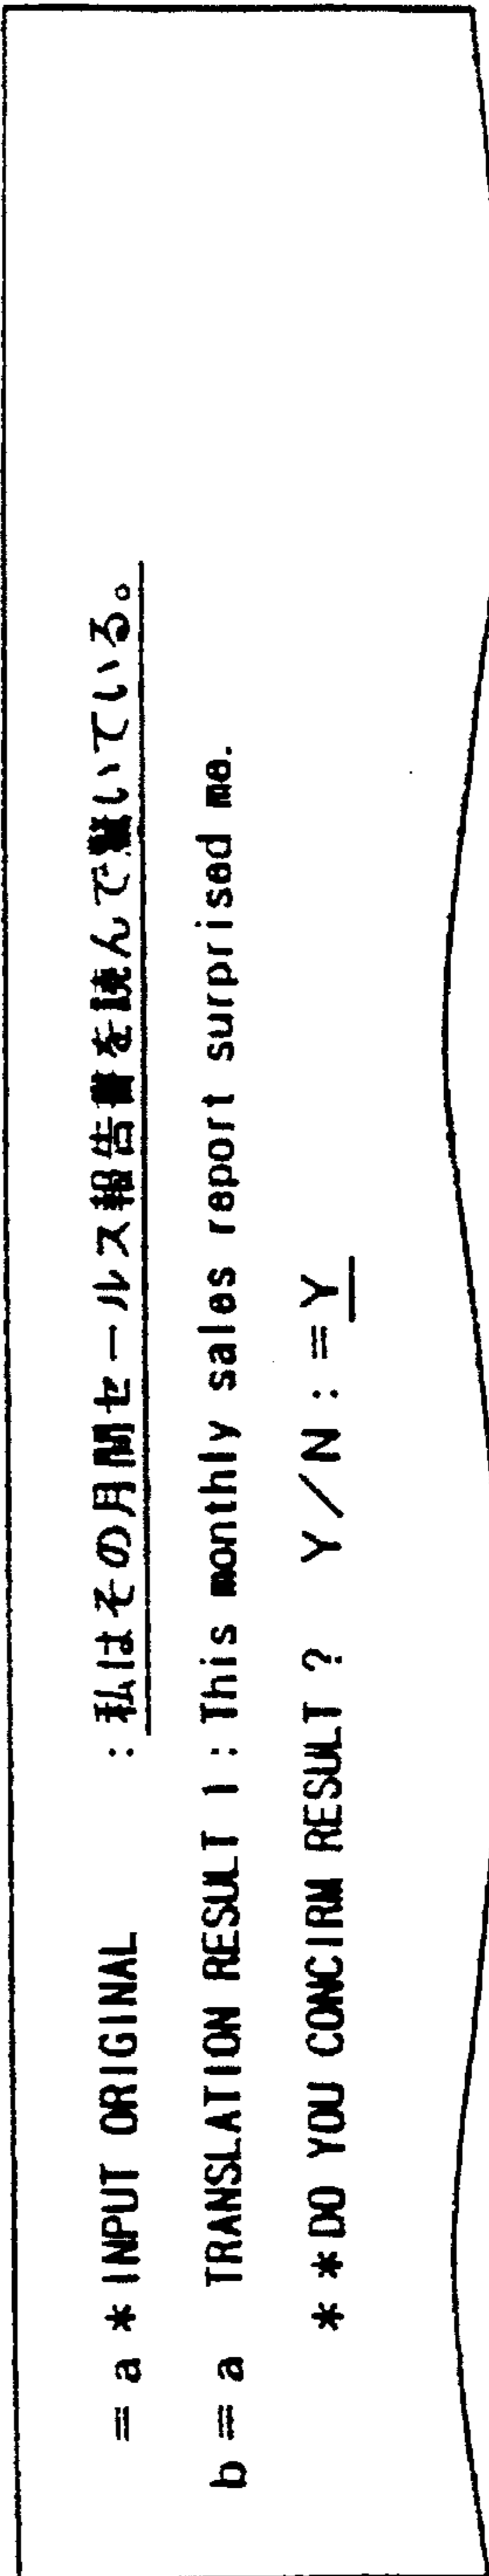 = a * INPUT ORIGINAL : 私はその月間セールス報告書を読んで驚いている。
b = a TRANSLATION RESULT 1 : This monthly sales report surprised me.
* * DO YOU CONCIRM RESULT ? Y / N : = Y